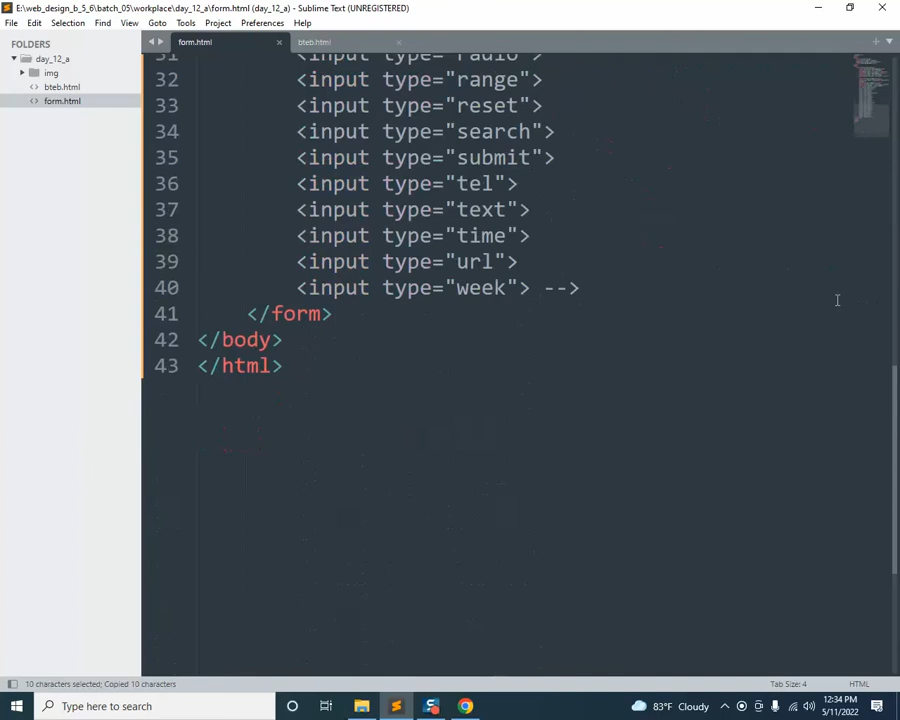 E:\web_design_b_5_6\batch_05\workplace\day_12_a\form.html (day_12_a) - Sublime Text (UNREGISTERED)
File Edit Selection Find View Goto Tools Project Preferences Help
FOLDERS
day_12_a
img
bteb.html
form.html
form.html
bteb.html
31 <input type="radio">
32 <input type="range">
33 <input type="reset">
34 <input type="search">
35 <input type="submit">
36 <input type="tel">
37 <input type="text">
38 <input type="time">
39 <input type="url">
40 <input type="week"> -->
41 </form>
42 </body>
43 </html>
10 characters selected; Copied 10 characters
Tab Size: 4
HTML
Type here to search
83°F Cloudy
12:34 PM
5/11/2022